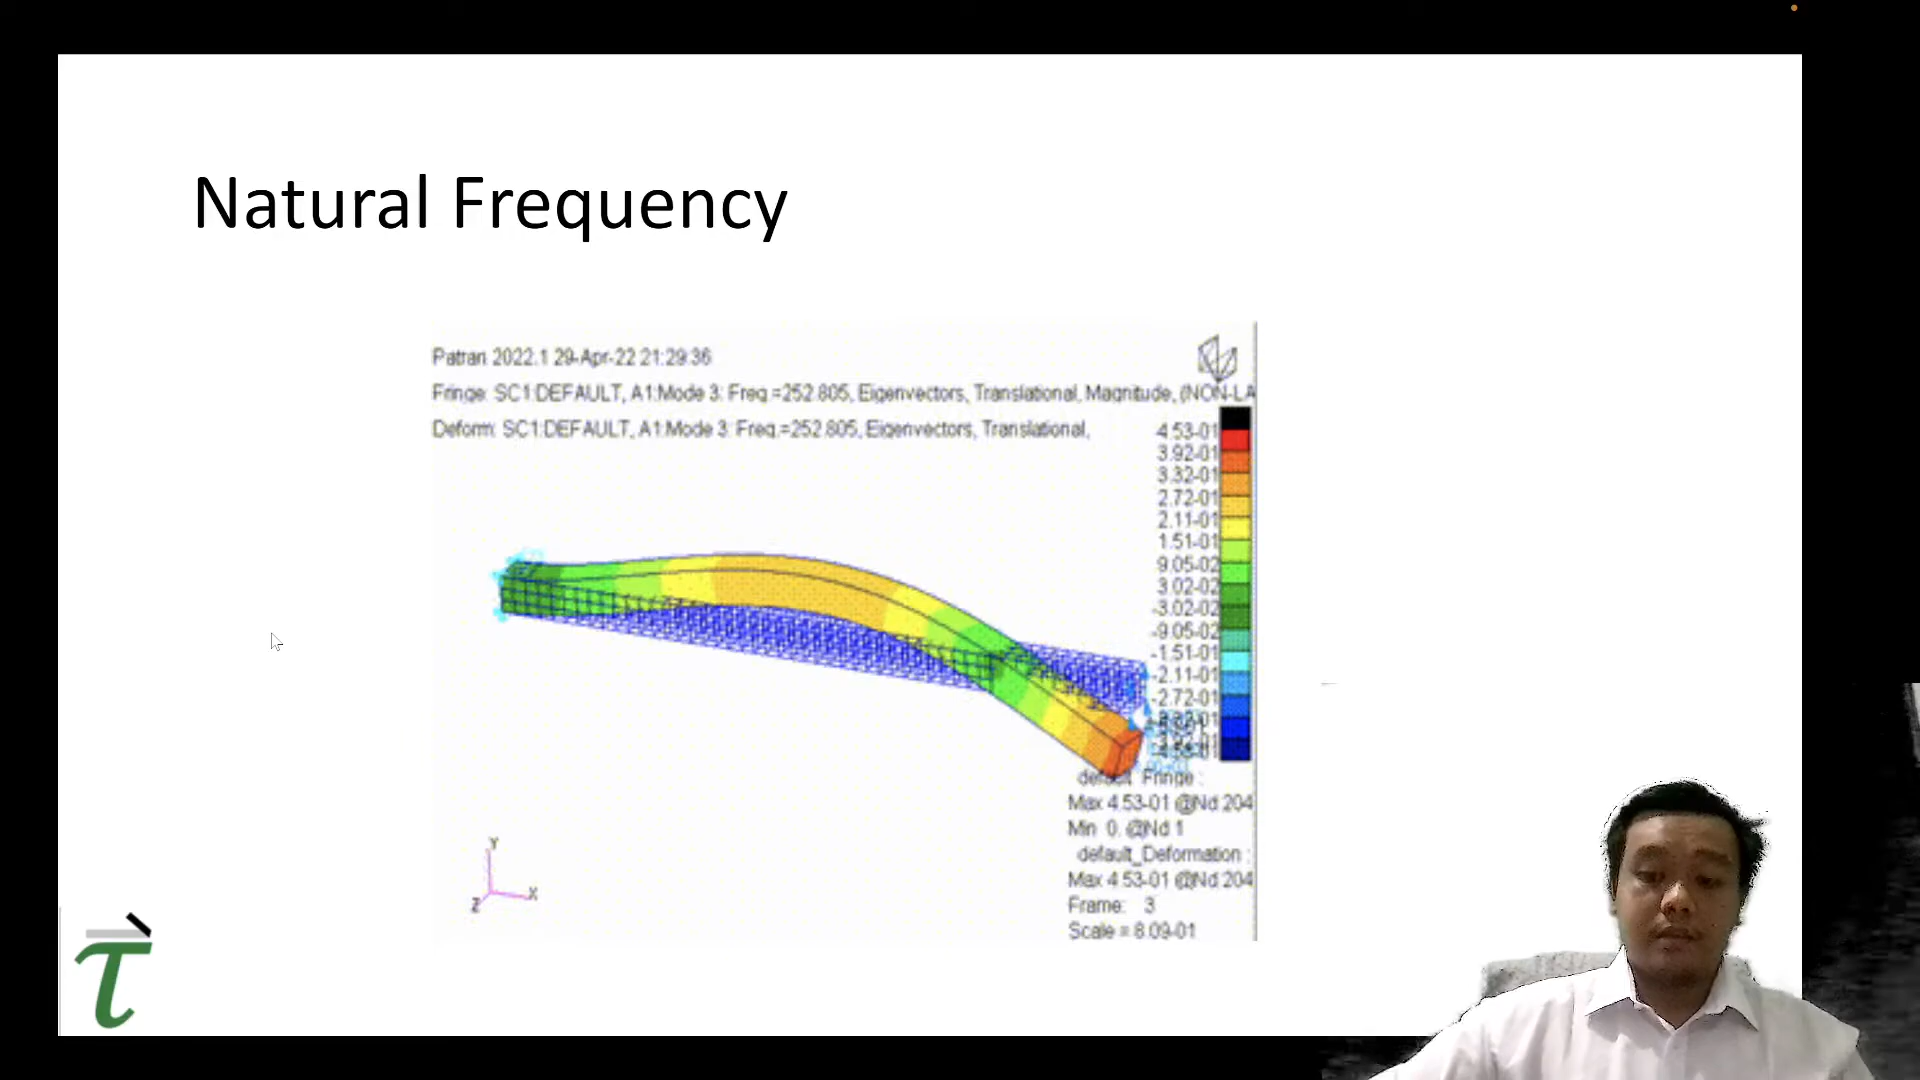 Natural Frequency
Patran 2022.1 29-Apr-22 21:29:36
Fringe: SC1:DEFAULT, A1:Mode 3: Freq.=252.805, Eigenvectors, Translational, Magnitude, (NON-LA
Deform: SC1:DEFAULT, A1:Mode 3: Freq.=252.805, Eigenvectors, Translational,
4.53-01
3.92-01
3.32-01
2.72-01
2.11-01
1.51-01
9.05-02
3.02-02
-3.02-02
-9.05-02
-1.51-01
-2.11-01
-2.72-01
default_Fringe :
Max 4.53-01 @Nd 204
Min 0. @Nd 1
default_Deformation :
Max 4.53-01 @Nd 204
Frame: 3
Scale = 8.09-01
Y
X
Z
τ